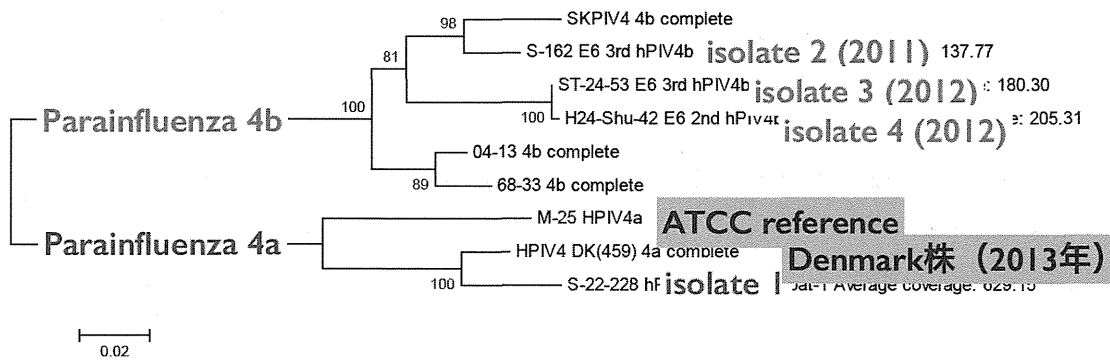 98
SKPIV4 4b complete
81
S-162 E6 3rd hPIV4b isolate 2 (2011) 137.77
ST-24-53 E6 3rd hPIV4b isolate 3 (2012) : 180.30
100
Parainfluenza 4b
100
H24-Shu-42 E6 2nd isolate 4 (2012) e: 205.31
04-13 4b complete
89
68-33 4b complete
M-25 HPIV4a ATCC reference
Parainfluenza 4a
HPIV4 DK(459) 4a complete
Denmark株（2013年）
100
S-22-228 isolate 1 Average coverage: 629.15
0.02